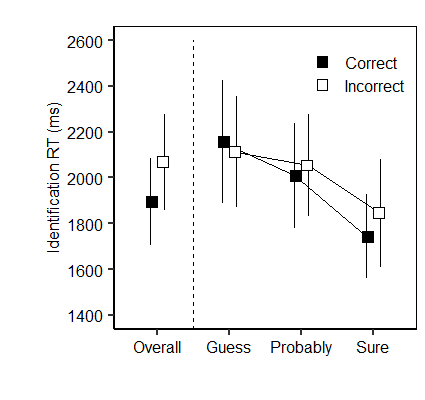 2600
2400
2200
2000
1800
1600
1400
Identification RT (ms)
Correct
Incorrect
Overall Guess Probably Sure